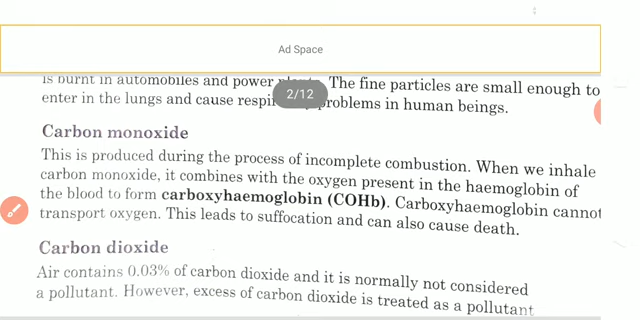 Ad Space
is burnt in automobiles and power The fine particles are small enough to
2/12
enter in the lungs and cause problems in human beings.
Carbon monoxide
This is produced during the process of incomplete combustion. When we inhale
carbon monoxide, it combines with the oxygen present in the haemoglobin of
the blood to form carboxyhaemoglobin (COHb). Carboxyhaemoglobin cannot
transport oxygen. This leads to suffocation and can also cause death.
Carbon dioxide
Air contains 0.03% of carbon dioxide and it is normally not considered
a pollutant. However, excess of carbon dioxide is treated as a pollutant